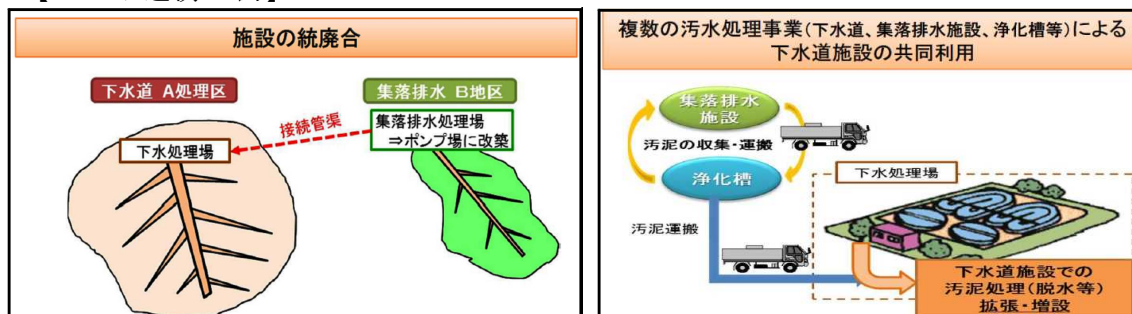 施設の統廃合
下水道 A処理区
集落排水 B地区
接続管渠
下水処理場
集落排水処理場
⇒ポンプ場に改築
複数の汚水処理事業(下水道、集落排水施設、浄化槽等)による
下水道施設の共同利用
集落排水
施設
汚泥の収集・運搬
浄化槽
下水処理場
汚泥運搬
下水道施設での
汚泥処理(脱水等)
拡張・増設